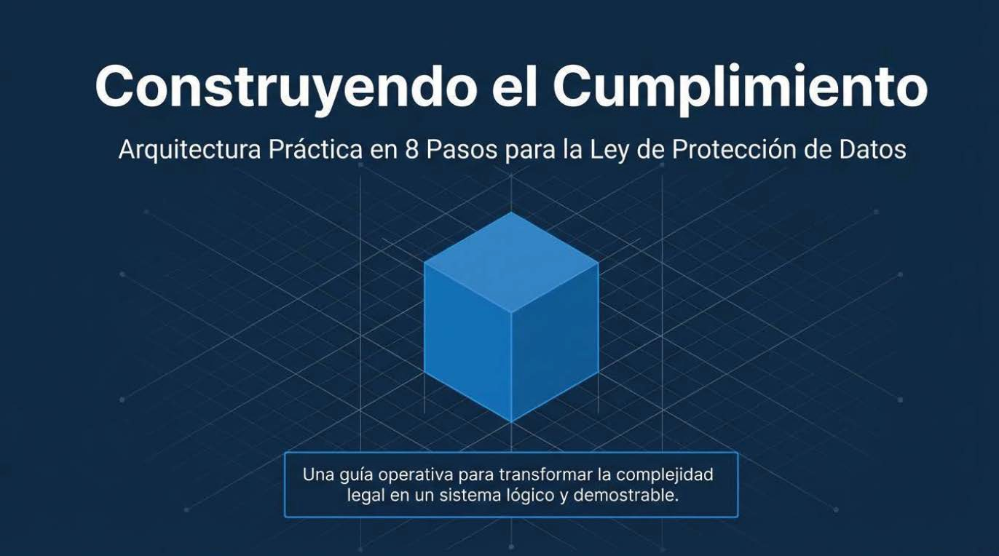 Construyendo el Cumplimiento
Arquitectura Práctica en 8 Pasos para la Ley de Protección de Datos
Una guía operativa para transformar la complejidad
legal en un sistema lógico y demostrable.